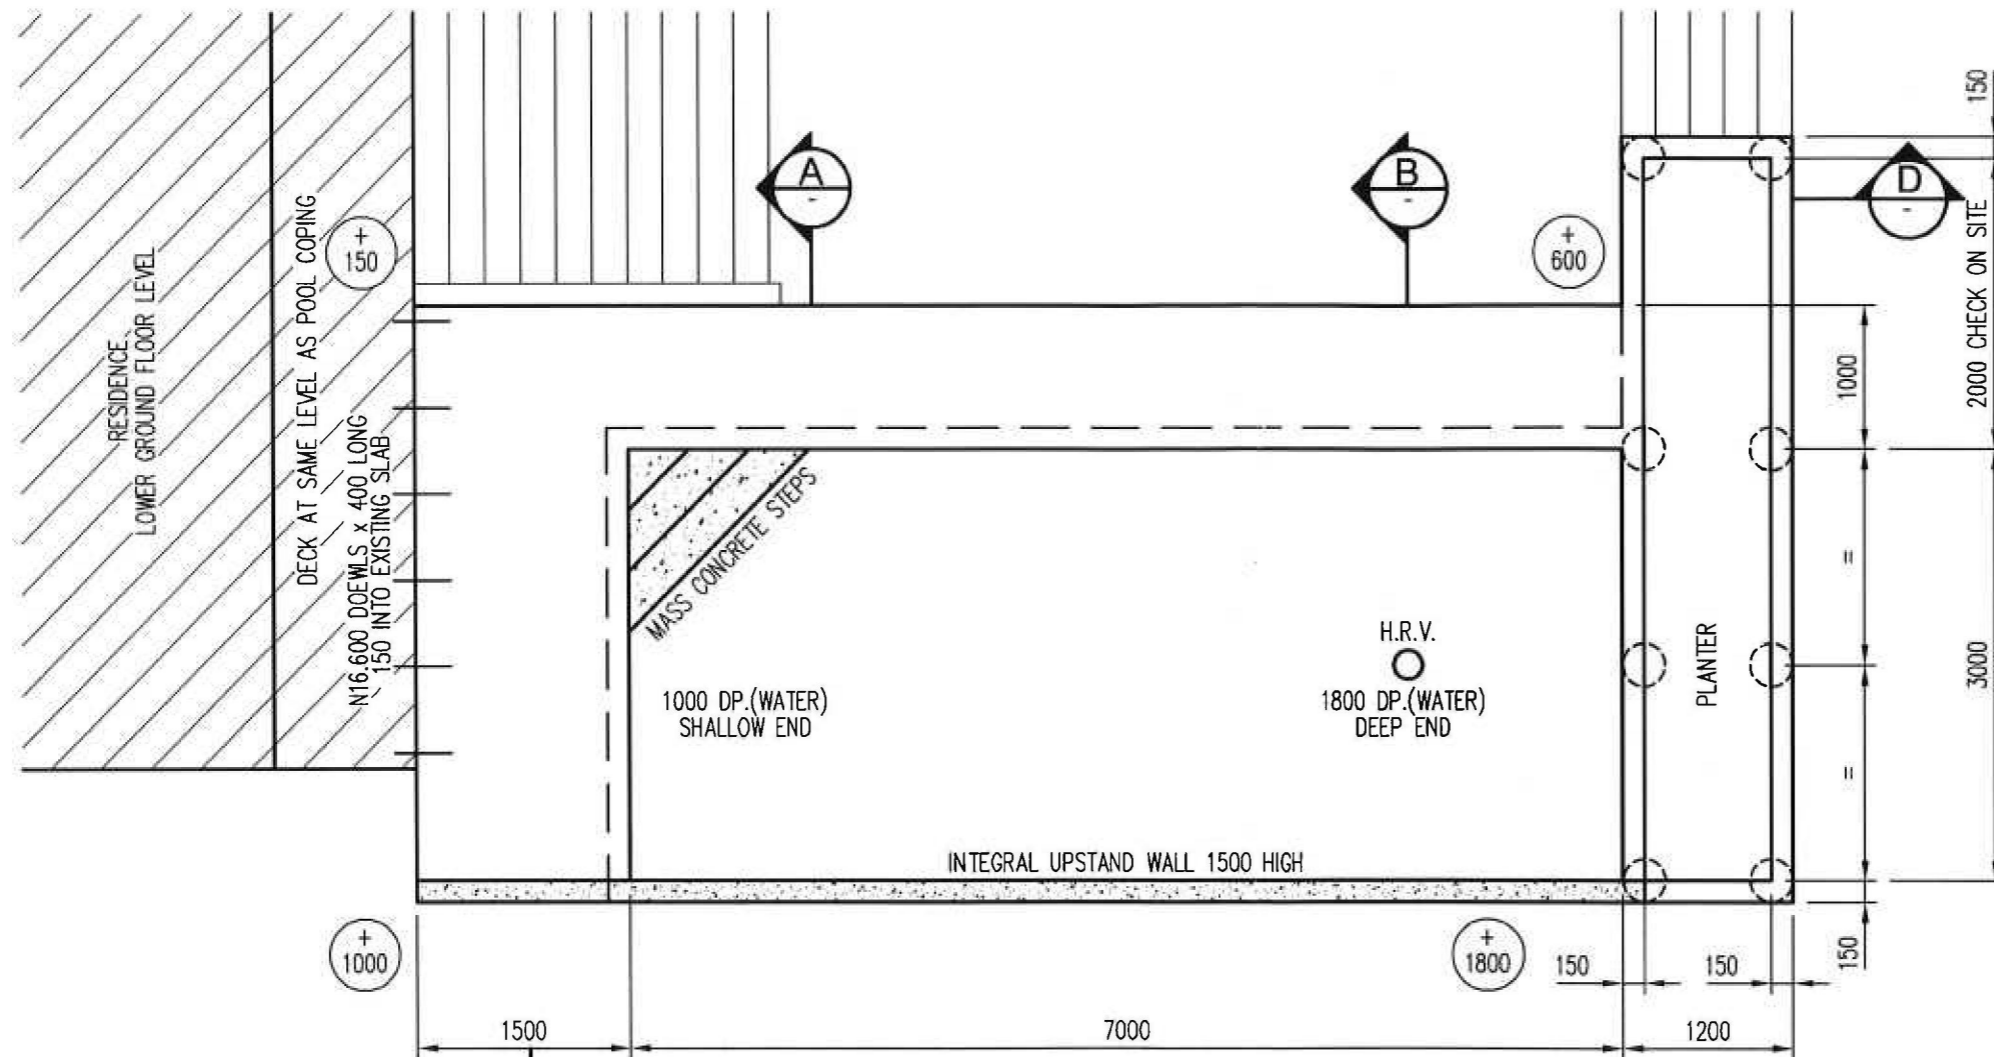 150
A
-
B
-
D
-
+
150
+
600
RESIDENCE
LOWER GROUND FLOOR LEVEL
DECK AT SAME LEVEL AS POOL COPING
N16.600 DOEWLS x 400 LONG
150 INTO EXISTING SLAB
2000 CHECK ON SITE
1000
MASS CONCRETE STEPS
=
H.R.V.
1000 DP.(WATER)
SHALLOW END
1800 DP.(WATER)
DEEP END
PLANTER
3000
=
INTEGRAL UPSTAND WALL 1500 HIGH
+
1000
+
1800
150
150
150
1500
7000
1200